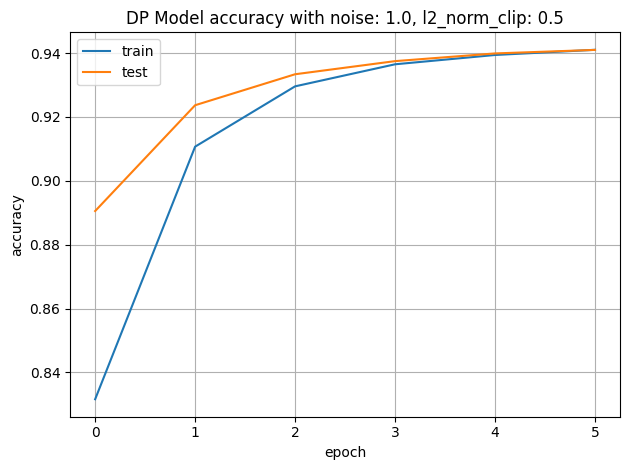 DP Model accuracy with noise: 1.0, l2_norm_clip: 0.5
train
test
0.94
0.92
0.90
0.88
0.86
0.84
accuracy
0 1 2 3 4 5
epoch